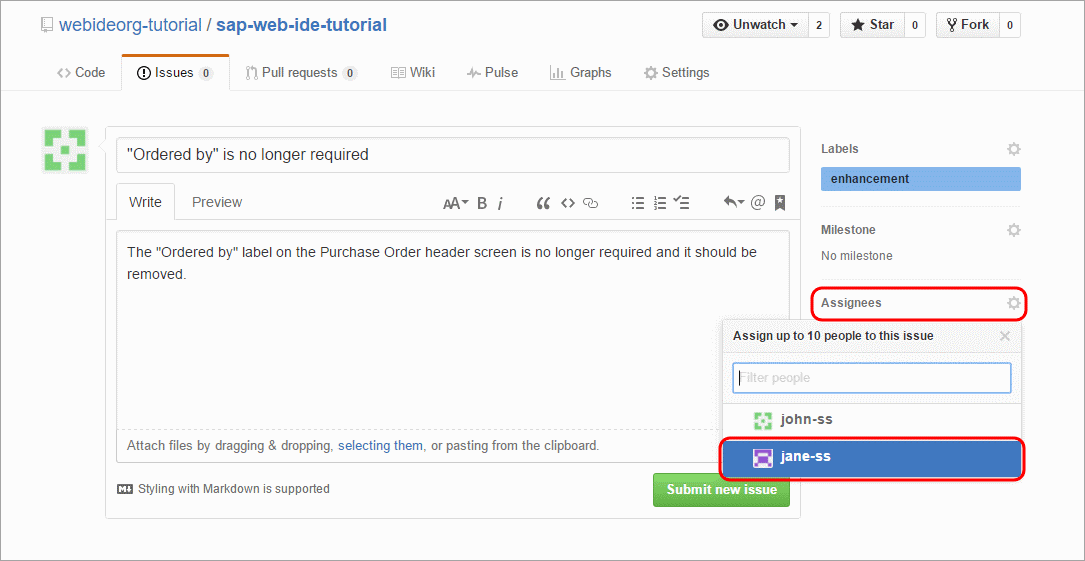 webideorg-tutorial / sap-web-ide-tutorial
Unwatch 2 Star 0 Fork 0
Code Issues 0 Pull requests 0 Wiki Pulse Graphs Settings
"Ordered by" is no longer required
Write Preview
AA B i
The "Ordered by" label on the Purchase Order header screen is no longer required and it should be
removed.
Attach files by dragging & dropping, selecting them, or pasting from the clipboard.
Styling with Markdown is supported
Submit new issue
Labels
enhancement
Milestone
No milestone
Assignees
Assign up to 10 people to this issue
Filter people
john-ss
jane-ss